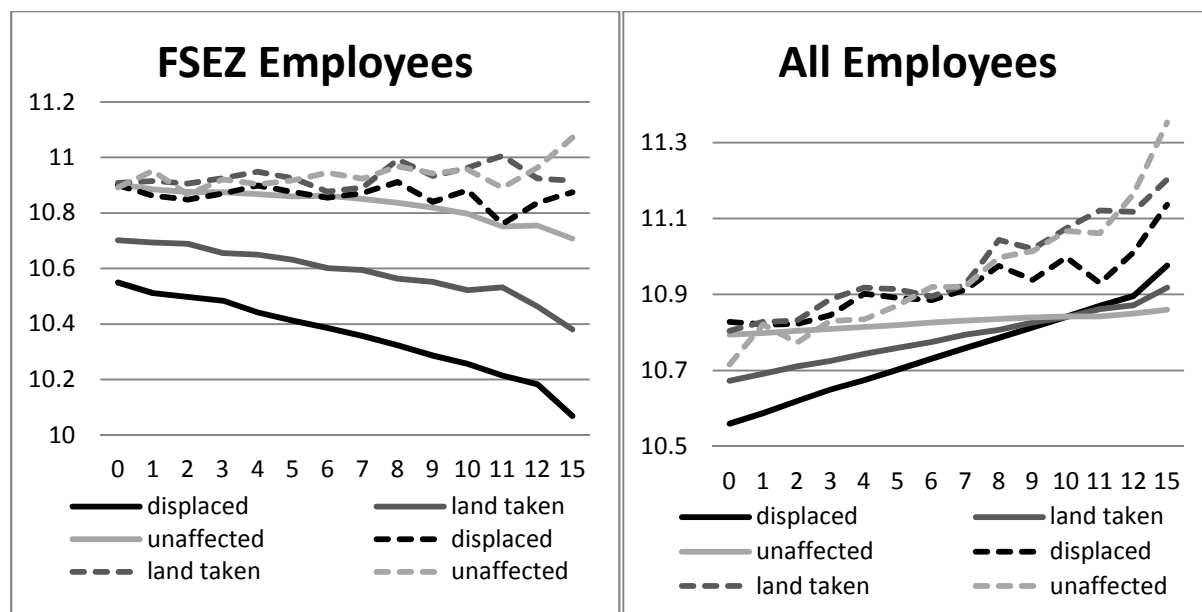 FSEZ Employees
11.2
11
10.8
10.6
10.4
10.2
10
0 1 2 3 4 5 6 7 8 9 10 11 12 15
displaced land taken
unaffected displaced
land taken unaffected
All Employees
11.3
11.1
10.9
10.7
10.5
0 1 2 3 4 5 6 7 8 9 10 11 12 15
displaced land taken
unaffected displaced
land taken unaffected